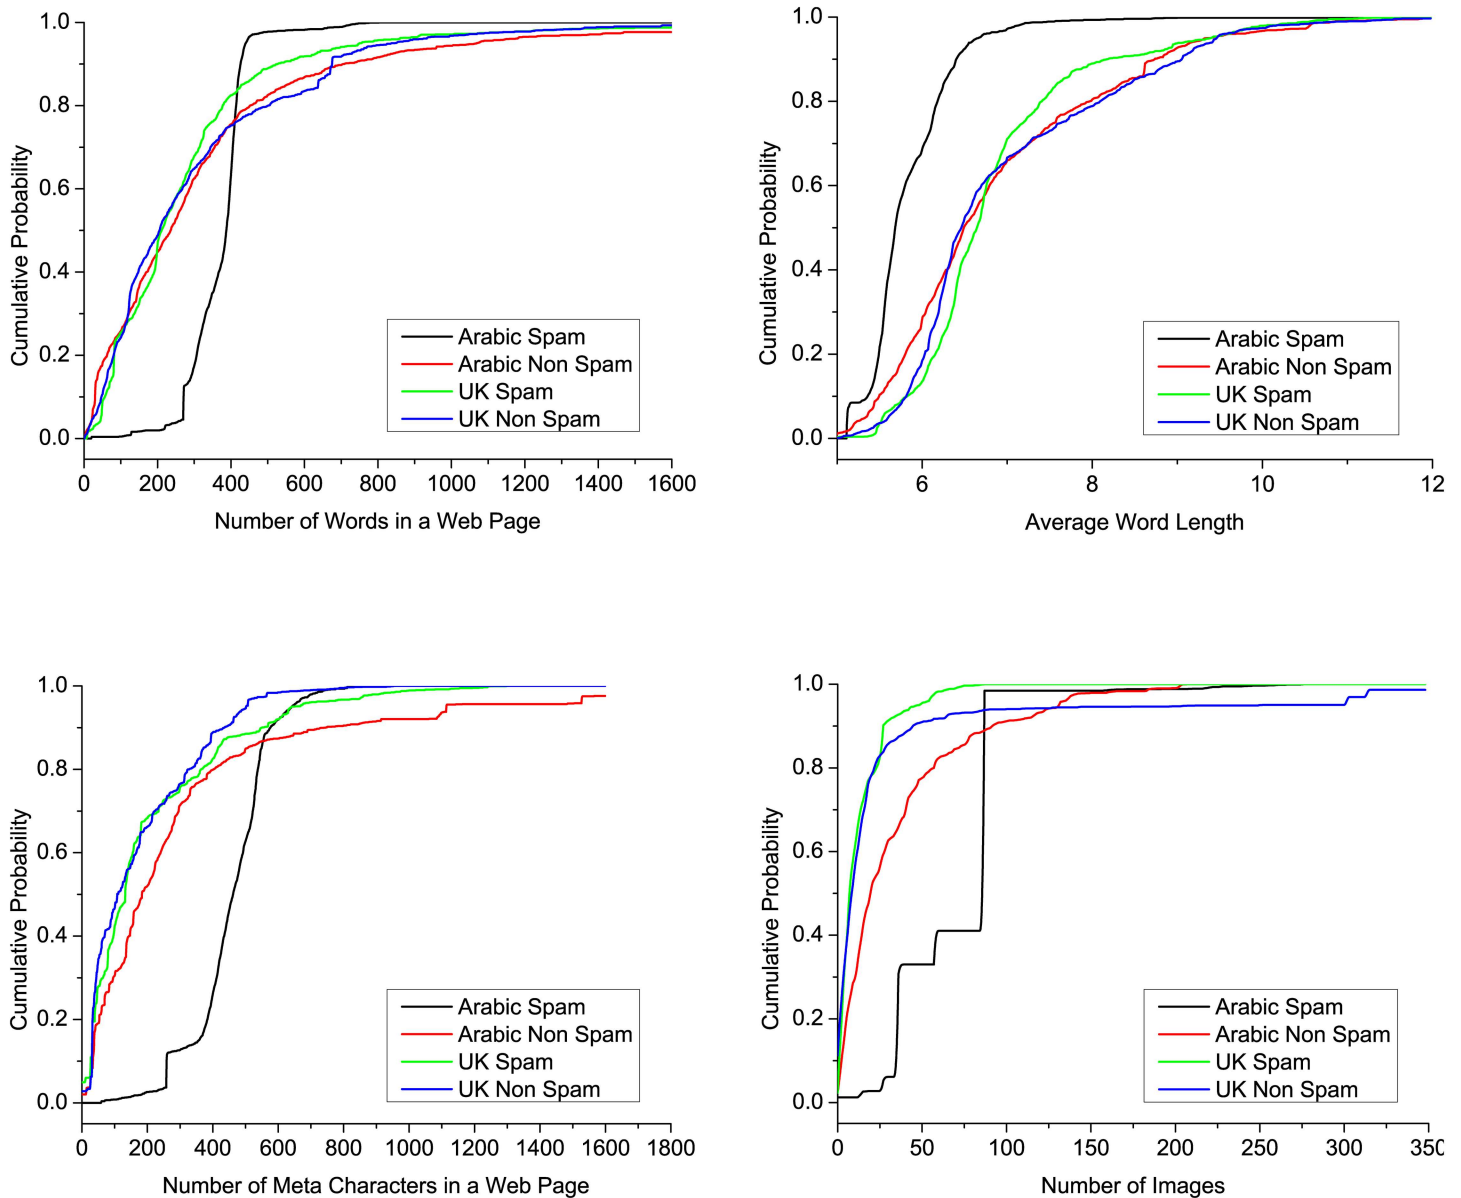 1.0
0.8
0.6
0.4
0.2
0.0
Cumulative Probability
Arabic Spam
Arabic Non Spam
UK Spam
UK Non Spam
0 200 400 600 800 1000 1200 1400 1600
Number of Words in a Web Page
1.0
0.8
0.6
0.4
0.2
0.0
Cumulative Probability
Arabic Spam
Arabic Non Spam
UK Spam
UK Non Spam
6 8 10 12
Average Word Length
1.0
0.8
0.6
0.4
0.2
0.0
Cumulative Probability
Arabic Spam
Arabic Non Spam
UK Spam
UK Non Spam
0 200 400 600 800 1000 1200 1400 1600 1800
Number of Meta Characters in a Web Page
1.0
0.8
0.6
0.4
0.2
0.0
Cumulative Probability
Arabic Spam
Arabic Non Spam
UK Spam
UK Non Spam
0 50 100 150 200 250 300 350
Number of Images